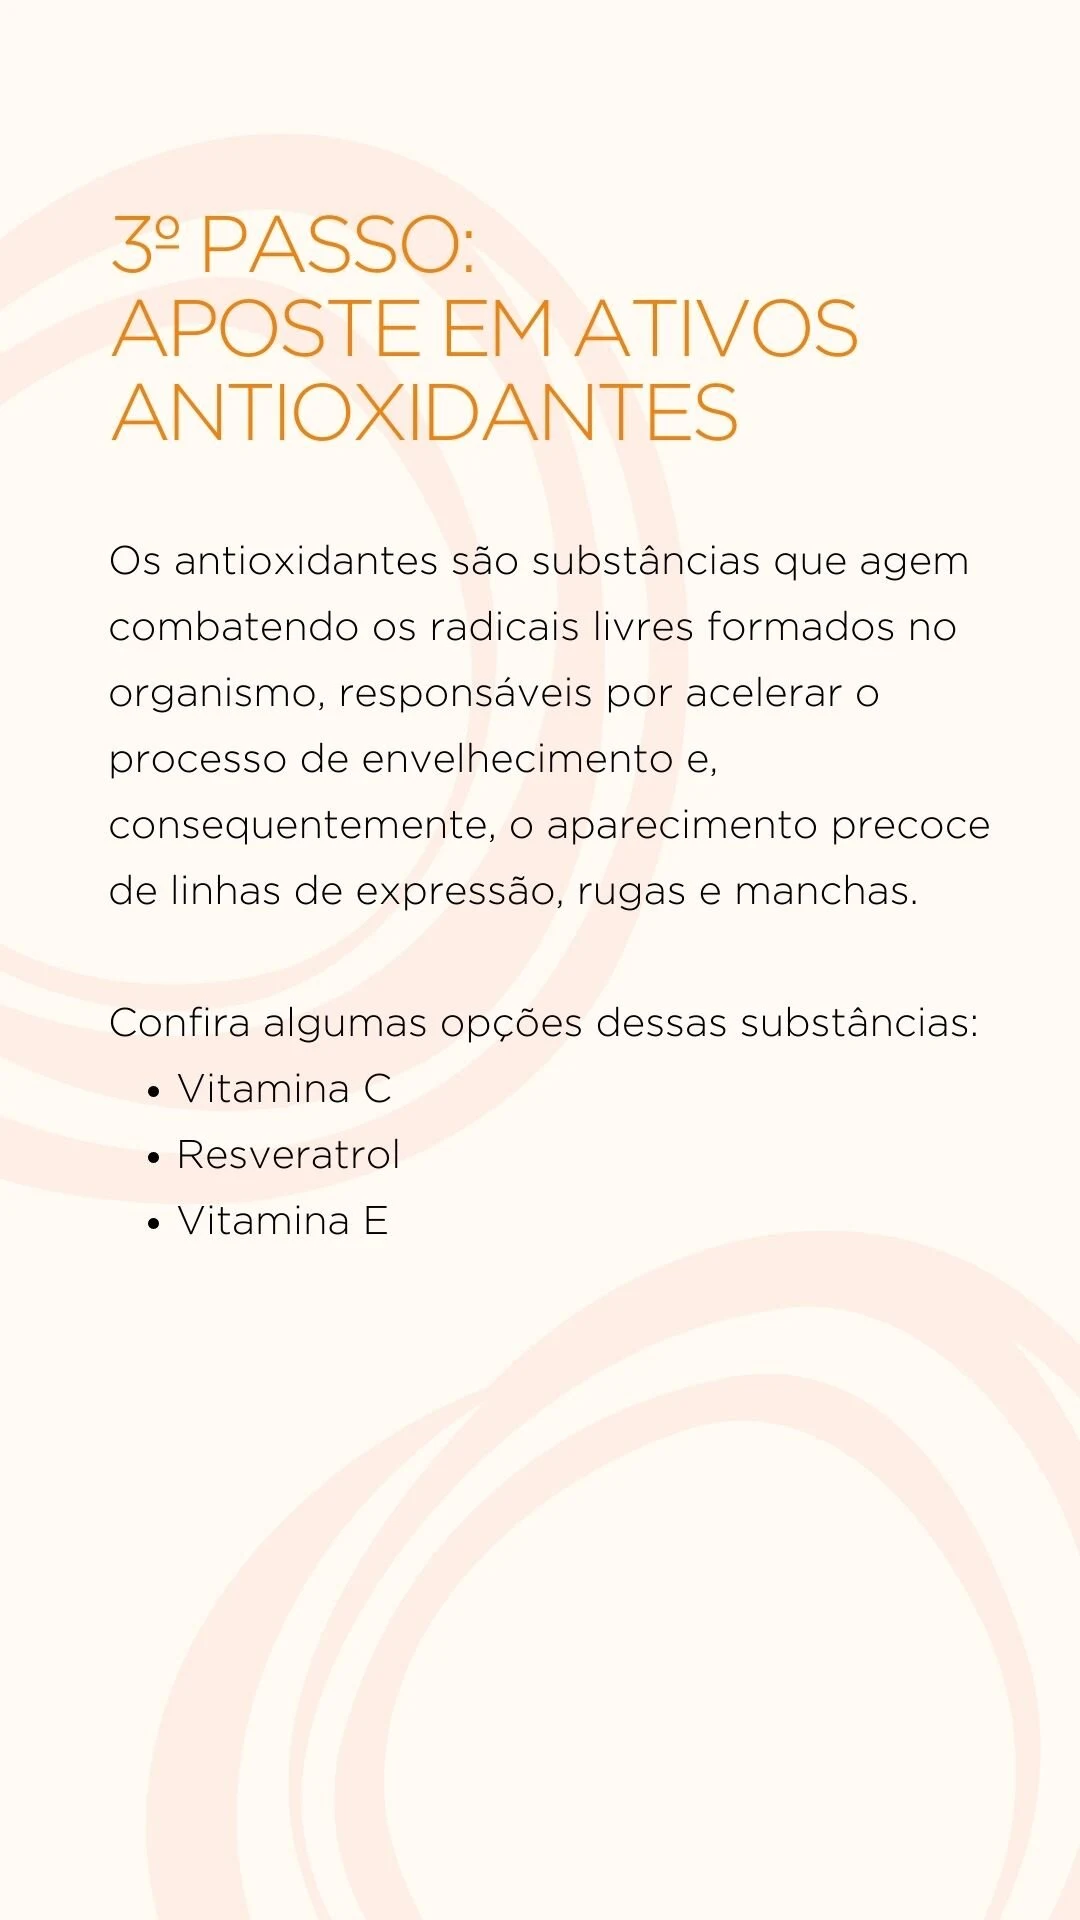 3º PASSO:
APOSTE EM ATIVOS
ANTIOXIDANTES
Os antioxidantes são substâncias que agem
combatendo os radicais livres formados no
organismo, responsáveis por acelerar o
processo de envelhecimento e,
consequentemente, o aparecimento precoce
de linhas de expressão, rugas e manchas.
Confira algumas opções dessas substâncias:
• Vitamina C
• Resveratrol
• Vitamina E